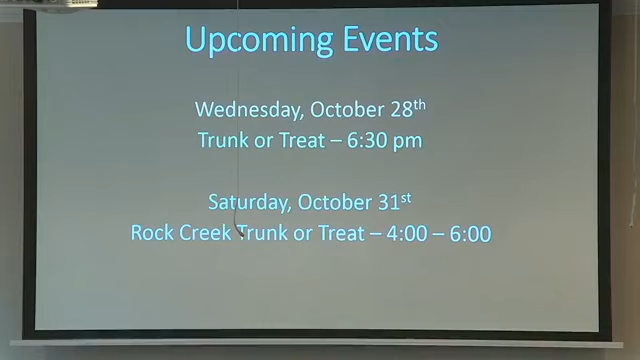 Upcoming Events
Wednesday, October 28th
Trunk or Treat – 6:30 pm
Saturday, October 31st
Rock Creek Trunk or Treat – 4:00 – 6:00